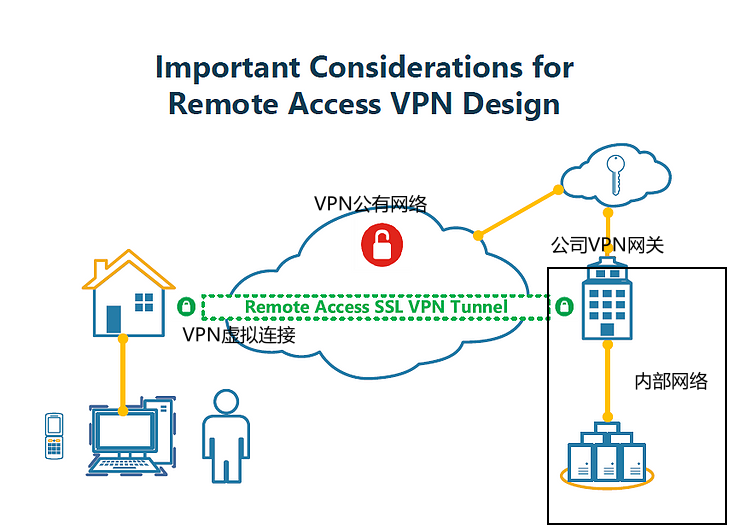 Important Considerations for
Remote Access VPN Design
VPN公有网络
公司VPN网关
Remote Access SSL VPN Tunnel
VPN虚拟连接
内部网络